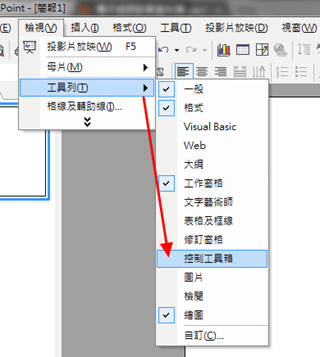 Point - [簡報1]
檢視(V) 插入(I) 格式(O) 工具(T) 投影片放映(D) 視窗(W)
投影片放映(W) F5
母片(M)
工具列(T)
格線及輔助線(I)...
一般
格式
Visual Basic
Web
大綱
工作窗格
文字藝術師
表格及框線
修訂窗格
控制工具箱
圖片
檢閱
繪圖
自訂(C)...